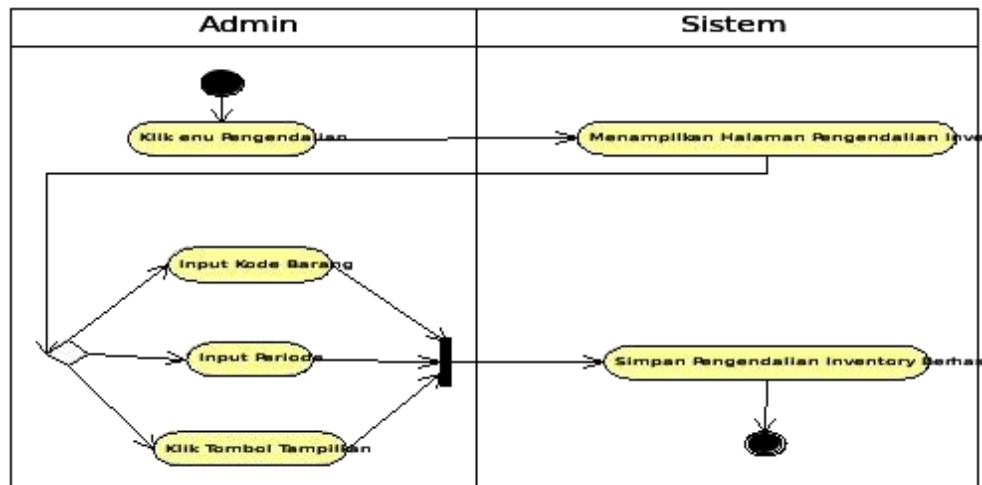 Admin
Sistem
Klik enu Pengendalian
Menampilkan Halaman Pengendalian Inve
Input Kode Barang
Input Periode
Simpan Pengendalian Inventory Berhas
Klik Tombol Tampilkan